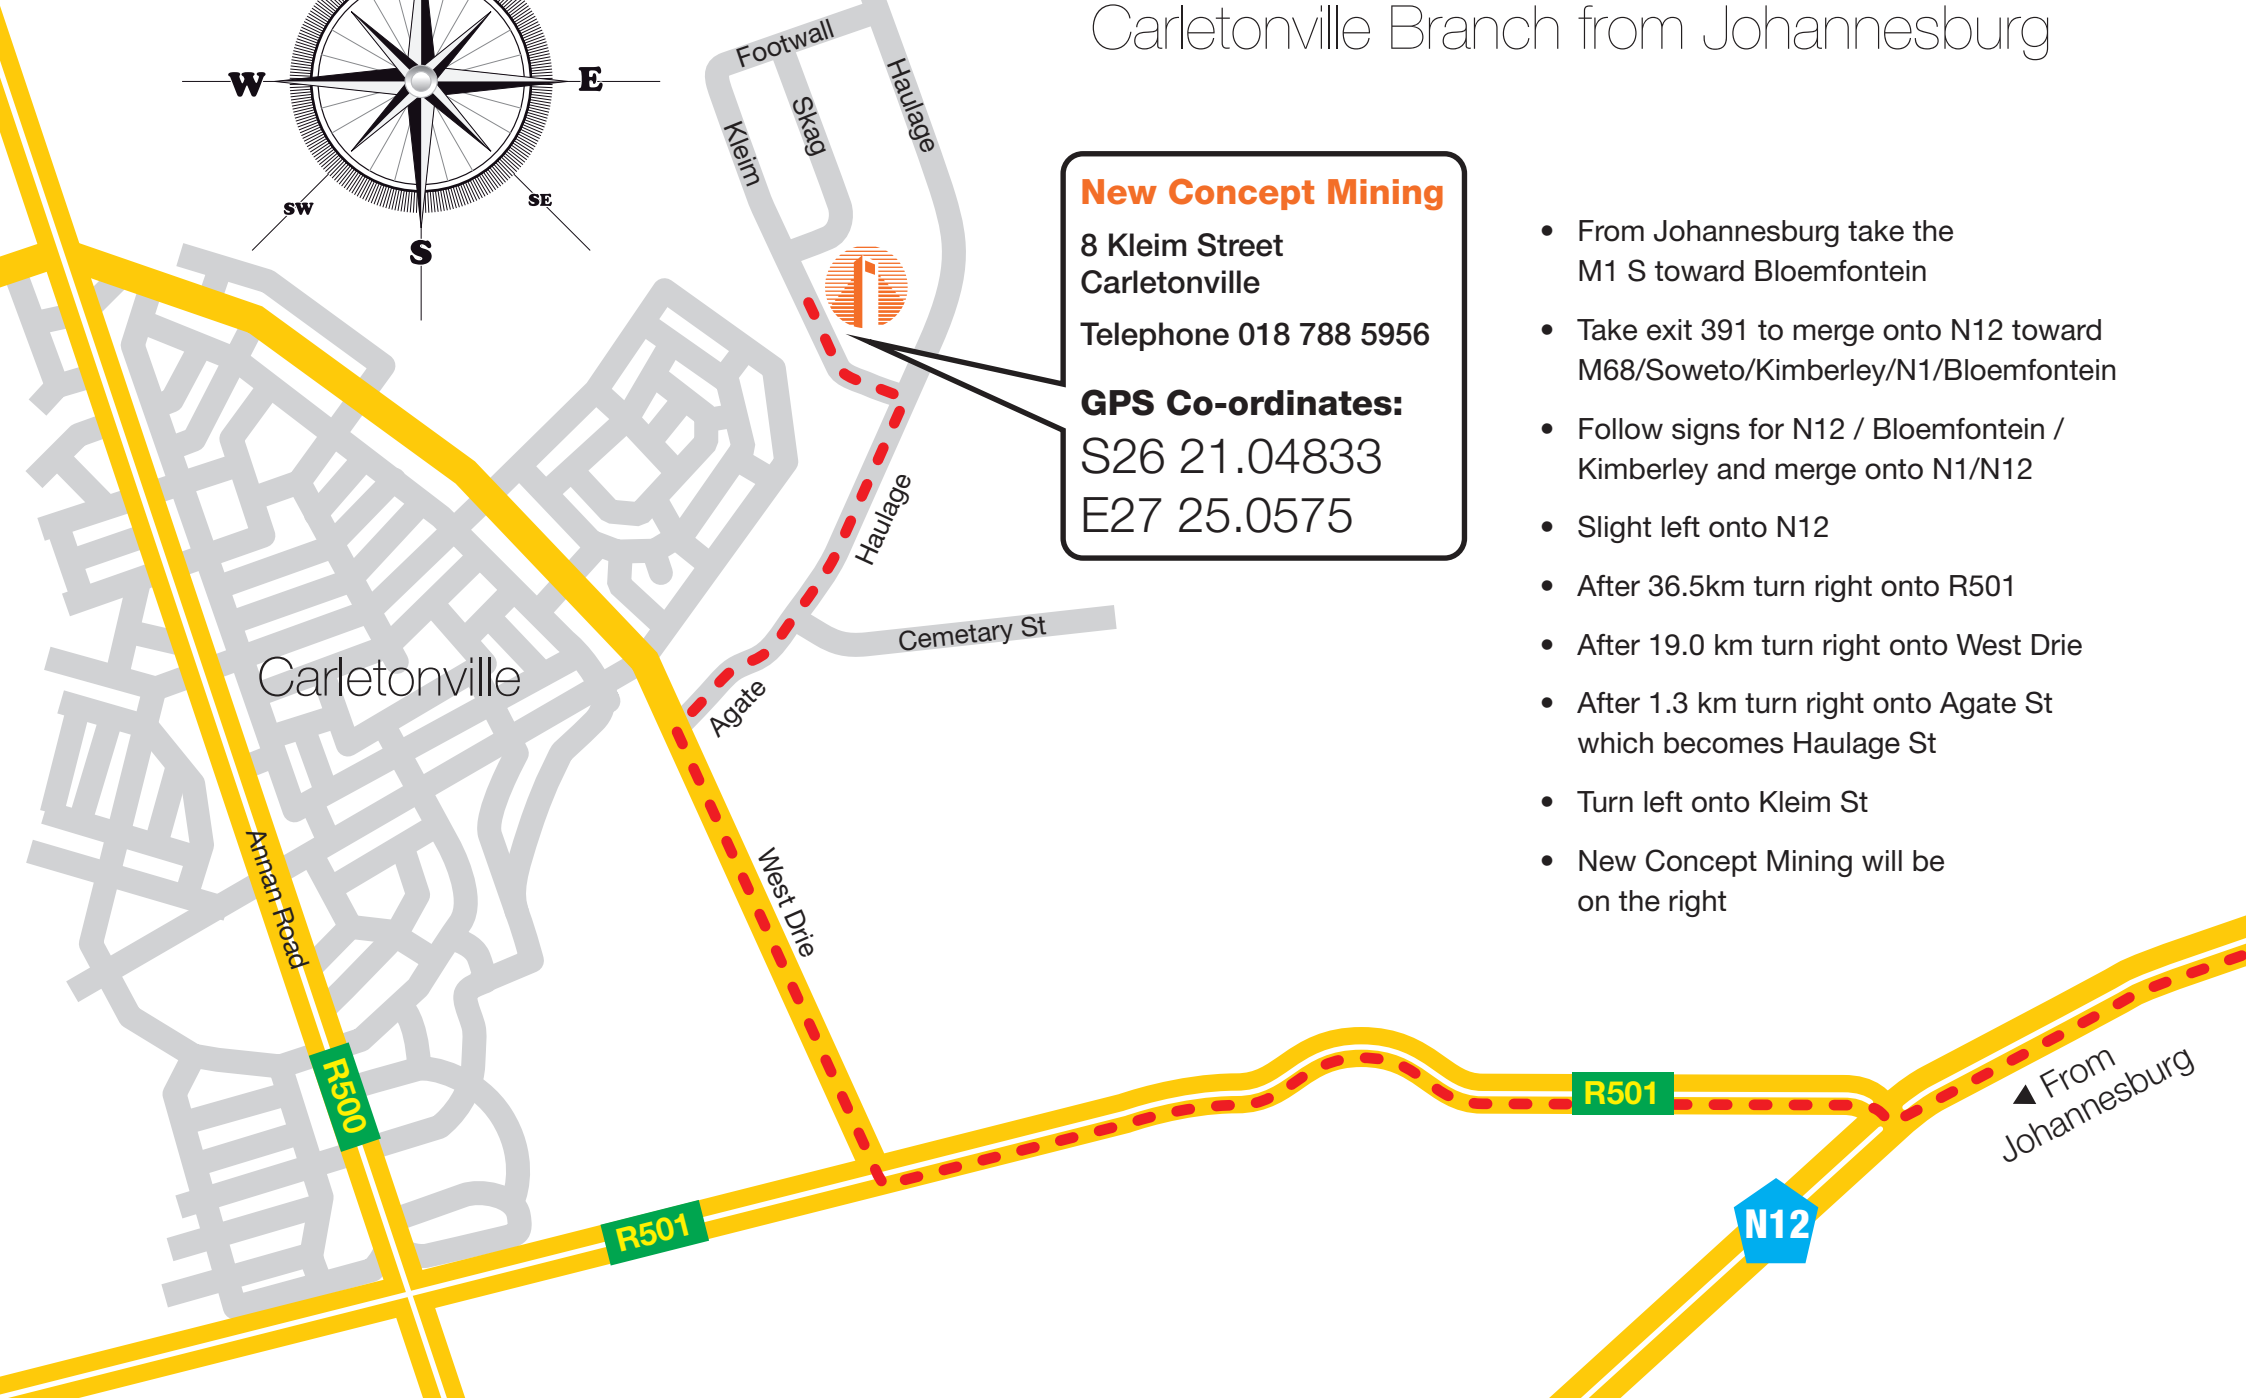 Carletonville Branch from Johannesburg
W
E
SW
SE
S
Footwall
Haulage
Skag
Kleim
New Concept Mining
8 Kleim Street
Carletonville
Telephone 018 788 5956
GPS Co-ordinates:
S26 21.04833
E27 25.0575
• From Johannesburg take the
M1 S toward Bloemfontein
• Take exit 391 to merge onto N12 toward
M68/Soweto/Kimberley/N1/Bloemfontein
• Follow signs for N12 / Bloemfontein /
Kimberley and merge onto N1/N12
• Slight left onto N12
• After 36.5km turn right onto R501
• After 19.0 km turn right onto West Drie
• After 1.3 km turn right onto Agate St
which becomes Haulage St
• Turn left onto Kleim St
• New Concept Mining will be
on the right
Haulage
Cemetary St
Carletonville
Agate
Annan Road
West Drie
R500
R501
R501
N12
From
Johannesburg